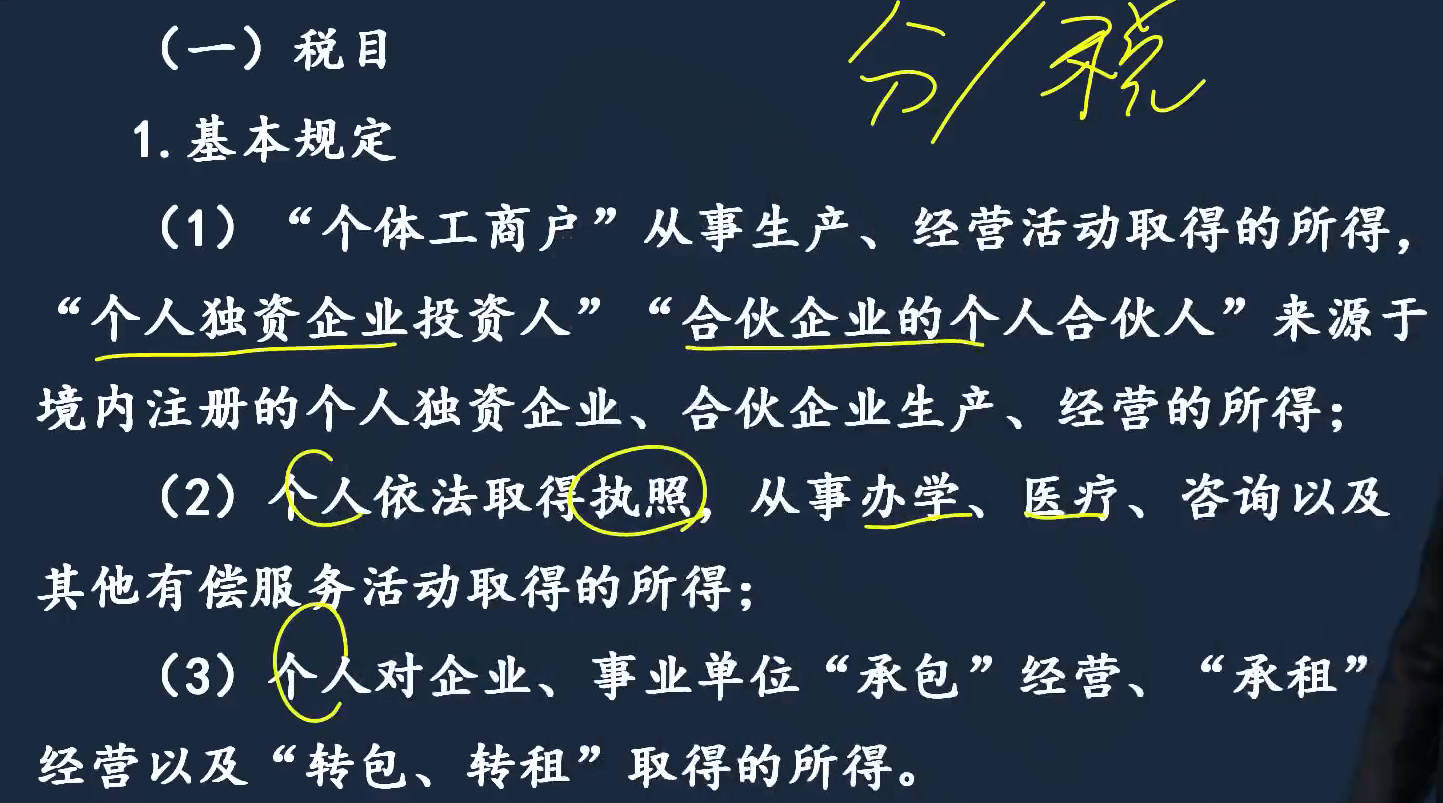 （一）税目
分/税
1.基本规定
（1）“个体工商户”从事生产、经营活动取得的所得，
“个人独资企业投资人”“合伙企业的个人合伙人”来源于
境内注册的个人独资企业、合伙企业生产、经营的所得；
（2）个人依法取得执照，从事办学、医疗、咨询以及
其他有偿服务活动取得的所得；
（3）个人对企业、事业单位“承包”经营、“承租”
经营以及“转包、转租”取得的所得。